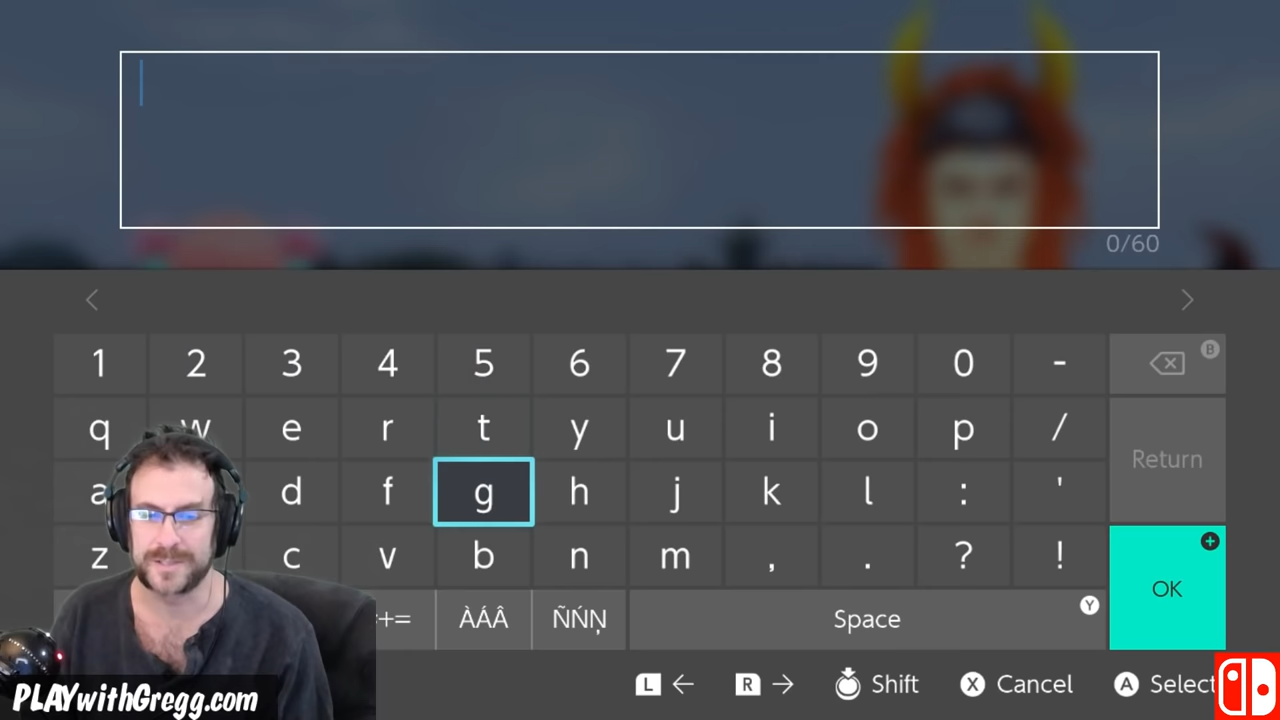 0/60
1 2 3 4 5 6 7 8 9 0 -
q w e r t y u i o p /
a d f g h j k l : '
Return
z c v b n m , . ? !
OK
+= ÀÁÂ ÑŃŅ Space
B
+
Y
L ← R → Shift X Cancel A Select
PLAYwithGregg.com